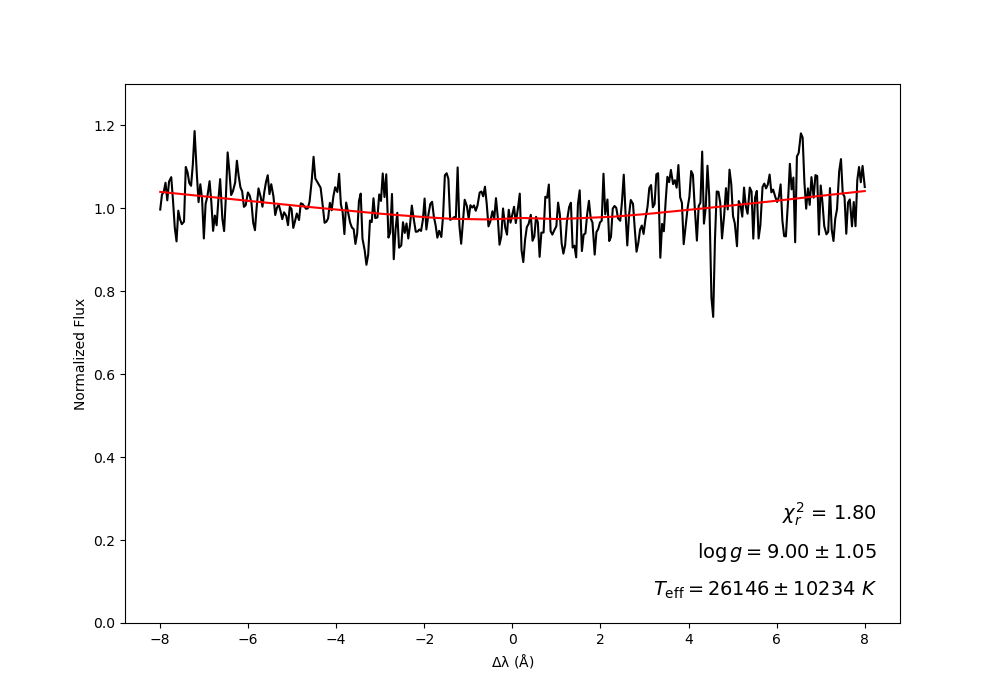 1.2
1.0
0.8
0.6
0.4
0.2
0.0
Normalized Flux
χ²ᵣ = 1.80
log g = 9.00 ± 1.05
T_eff = 26146 ± 10234 K
−8 −6 −4 −2 0 2 4 6 8
Δλ (Å)